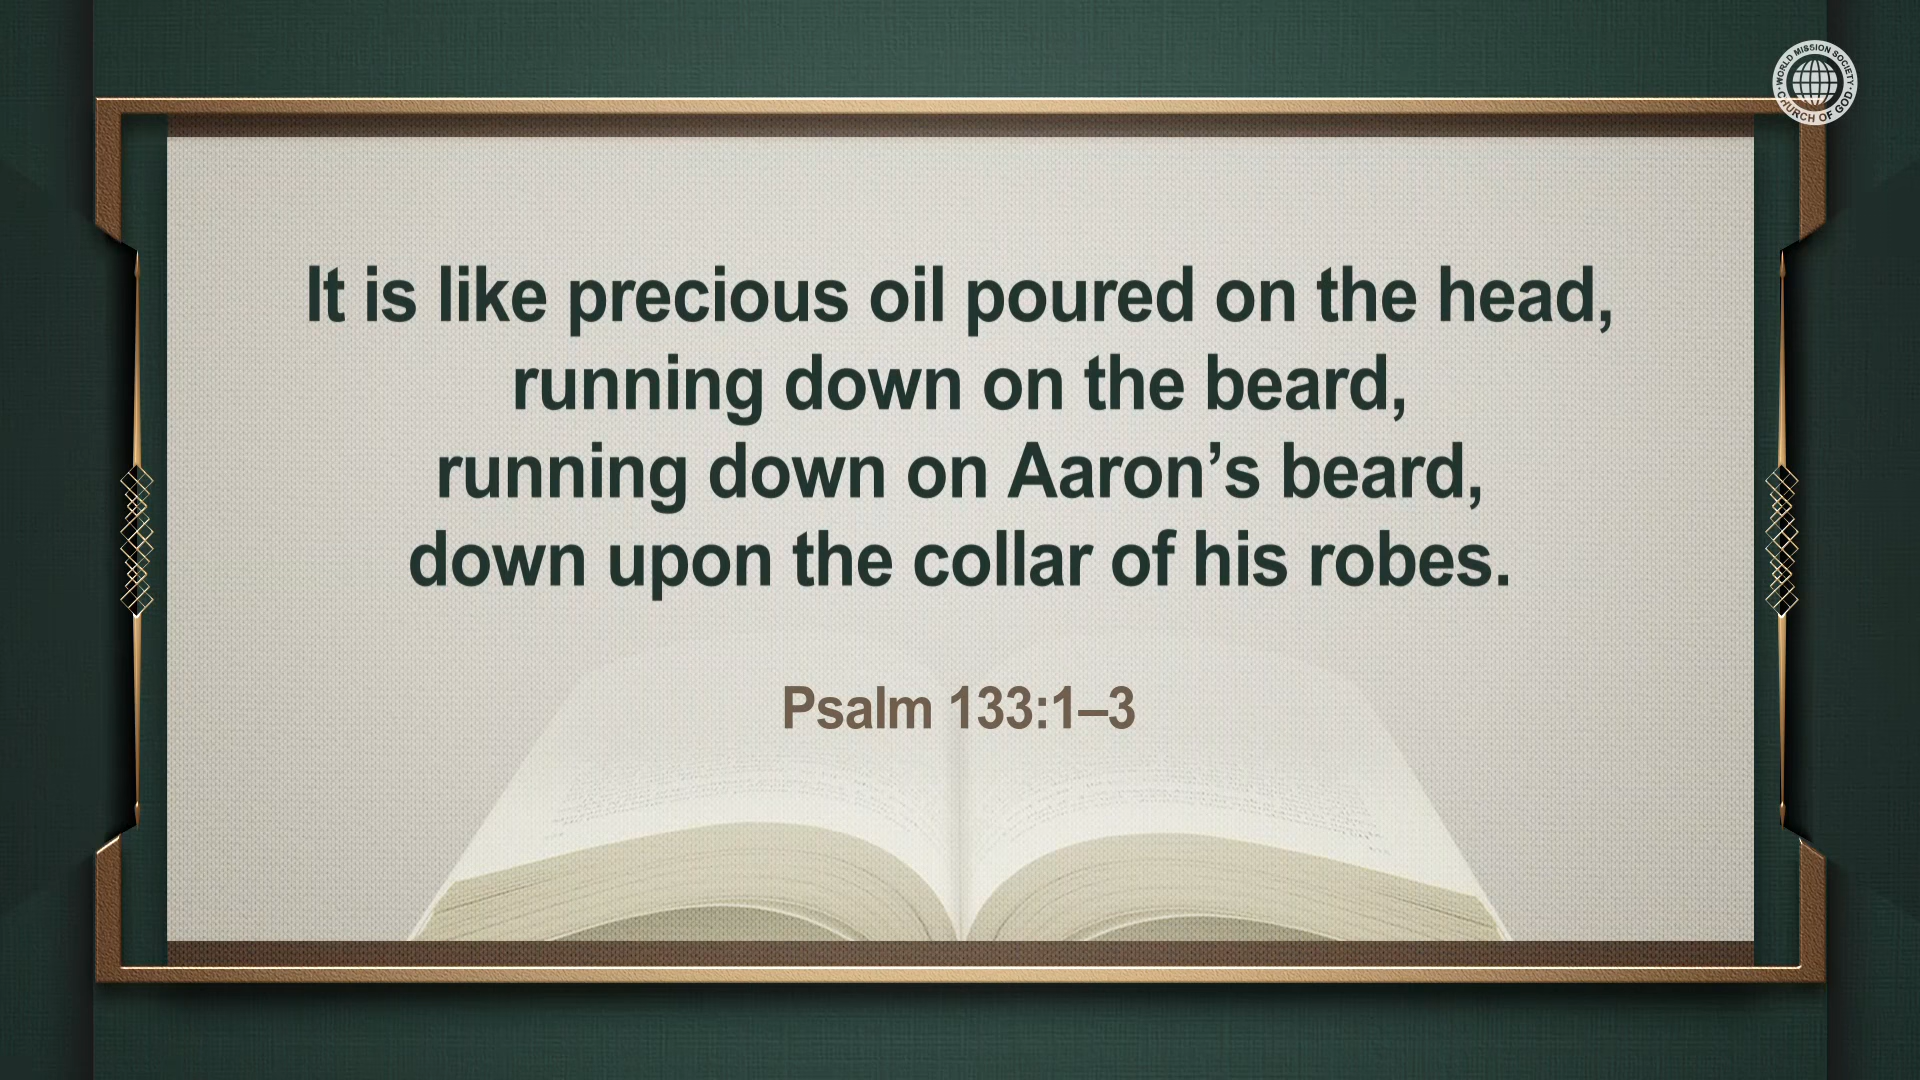 WORLD MISSION SOCIETY
CHURCH OF GOD
It is like precious oil poured on the head,
running down on the beard,
running down on Aaron’s beard,
down upon the collar of his robes.
Psalm 133:1–3